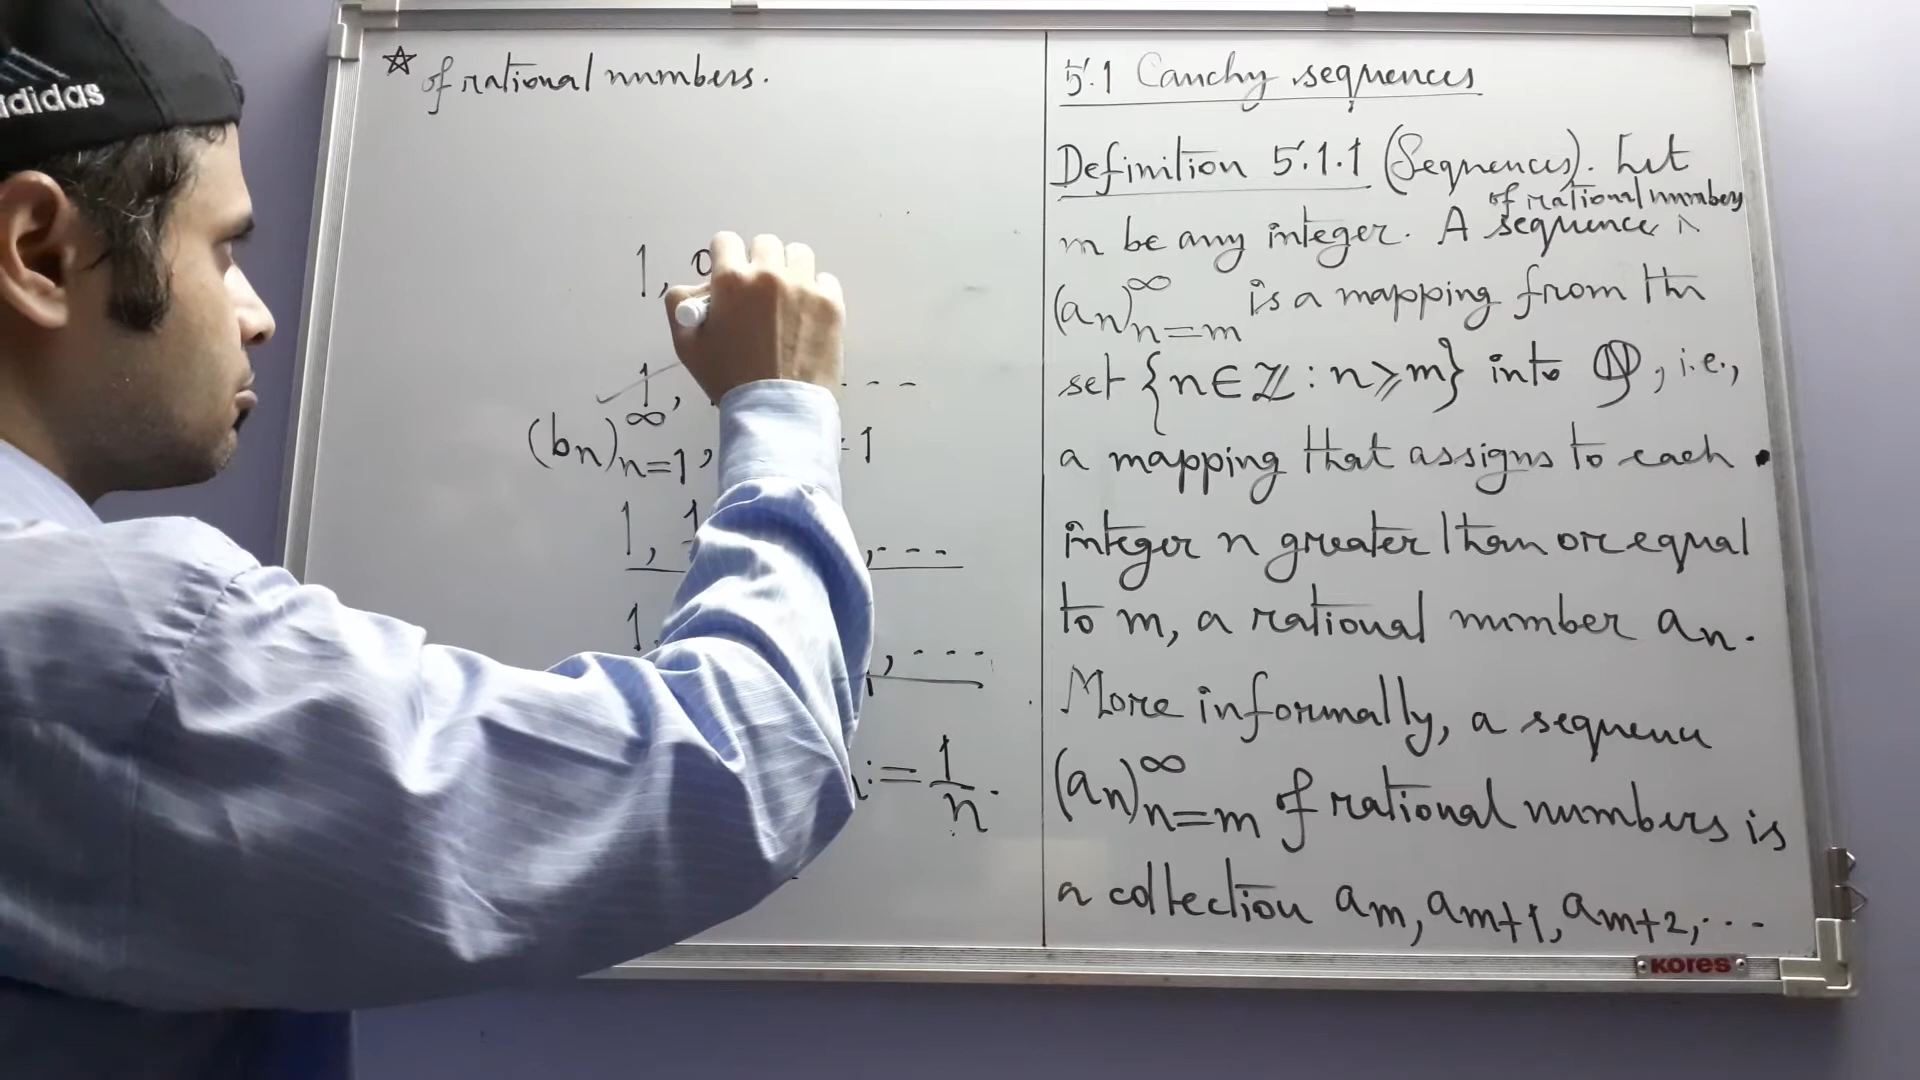 adidas
☆ of rational numbers.
1, 0
1, - - -
(bn)∞n=1, = 1
1, 1 , - - -
1, , - - - -
:= 1/n.
5.1 Cauchy sequences
Definition 5.1.1 (Sequences). Let
of rational numbers
m be any integer. A sequence
(an)∞n=m is a mapping from the
set {n∈ℤ : n⩾m} into ℚ, i.e.,
a mapping that assigns to each
integer n greater than or equal
to m, a rational number an.
More informally, a sequence
(an)∞n=m of rational numbers is
a collection am, am+1, am+2, ...
KORES